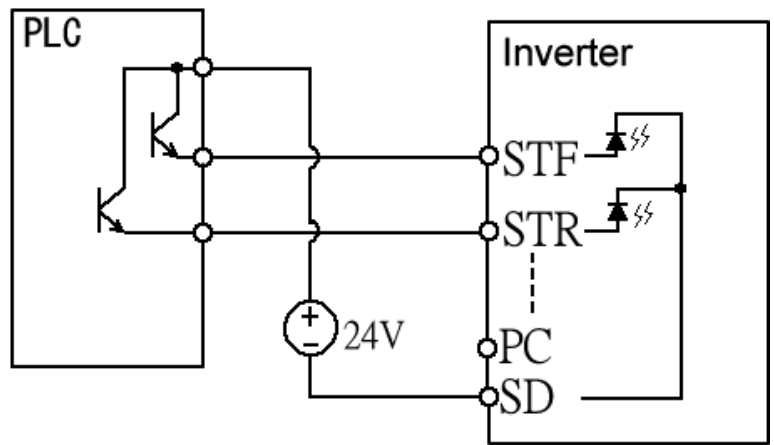 PLC
Inverter
STF
STR
+
-
24V
PC
SD